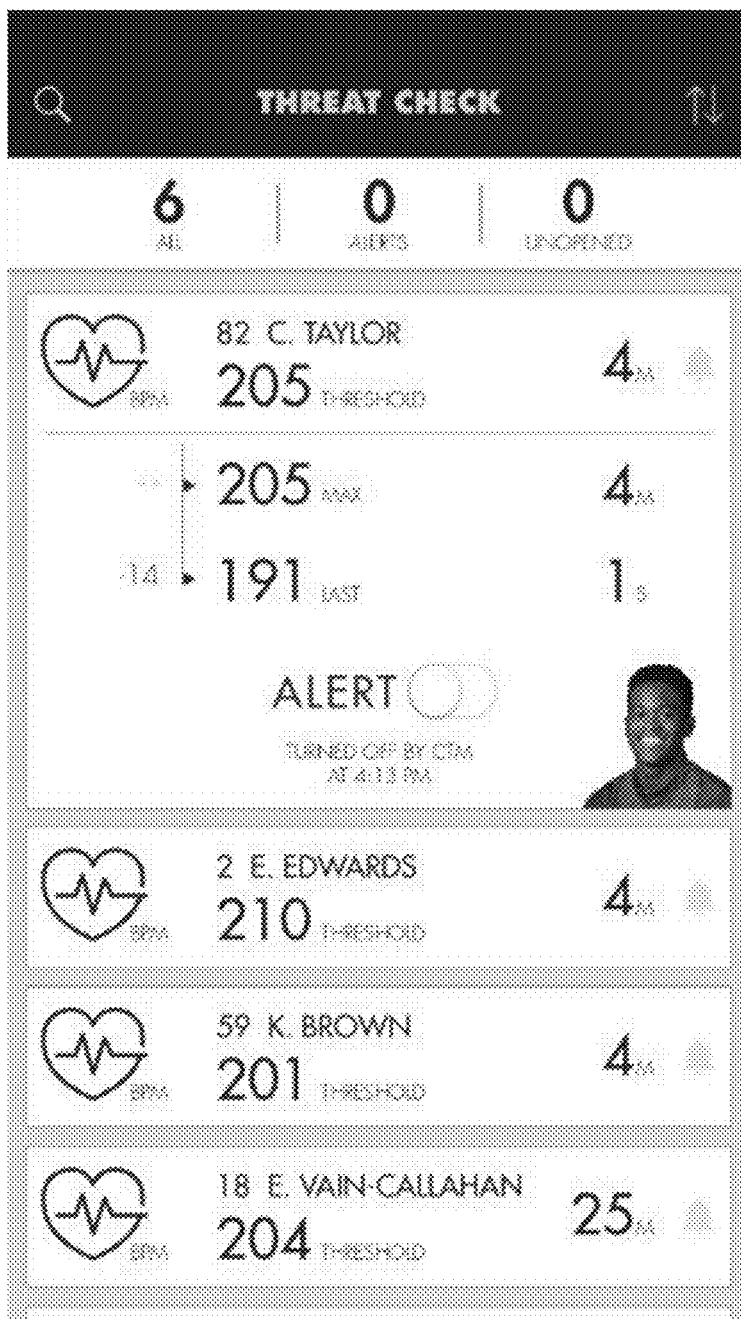 THREAT CHECK
6 0 0
ALL ALERTS UNOPENED
82 C. TAYLOR
BPM 205 THRESHOLD 4M
205 MAX 4M
-14 191 LAST 1 S
ALERT
TURNED OFF BY CTM
AT 4:13 PM
2 E. EDWARDS
BPM 210 THRESHOLD 4M
59 K. BROWN
BPM 201 THRESHOLD 4M
18 E. VAIN-CALLAHAN
BPM 204 THRESHOLD 25M